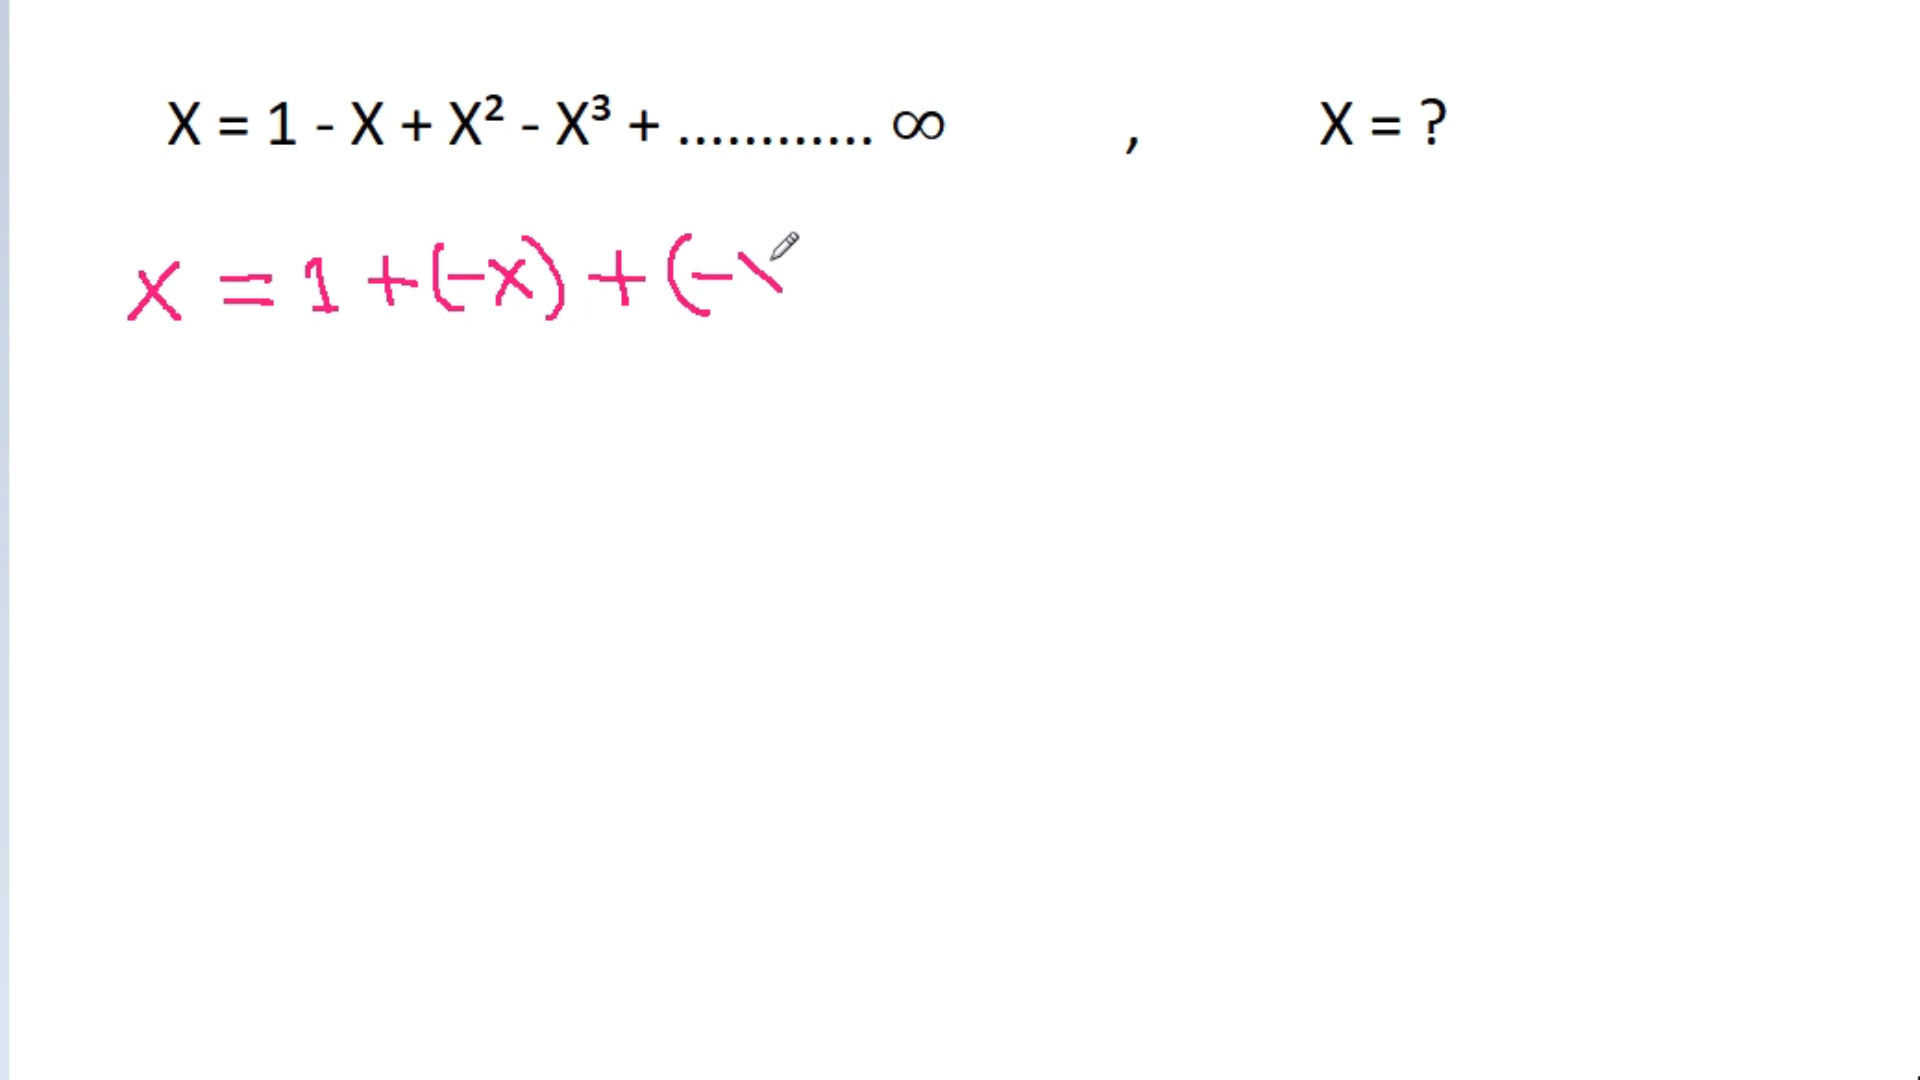 X = 1 - X + X² - X³ + ............ ∞ , X = ?
x = 1 + (-x) + (-